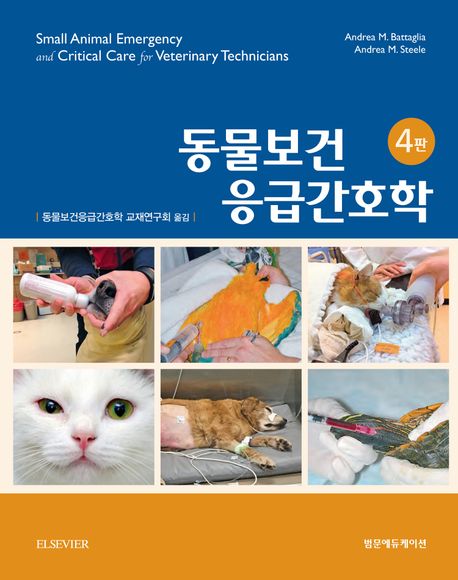 Small Animal Emergency
and Critical Care for Veterinary Technicians
Andrea M. Battaglia
Andrea M. Steele
동물보건
4판
응급간호학
| 동물보건응급간호학 교재연구회 옮김 |
ELSEVIER
범문에듀케이션